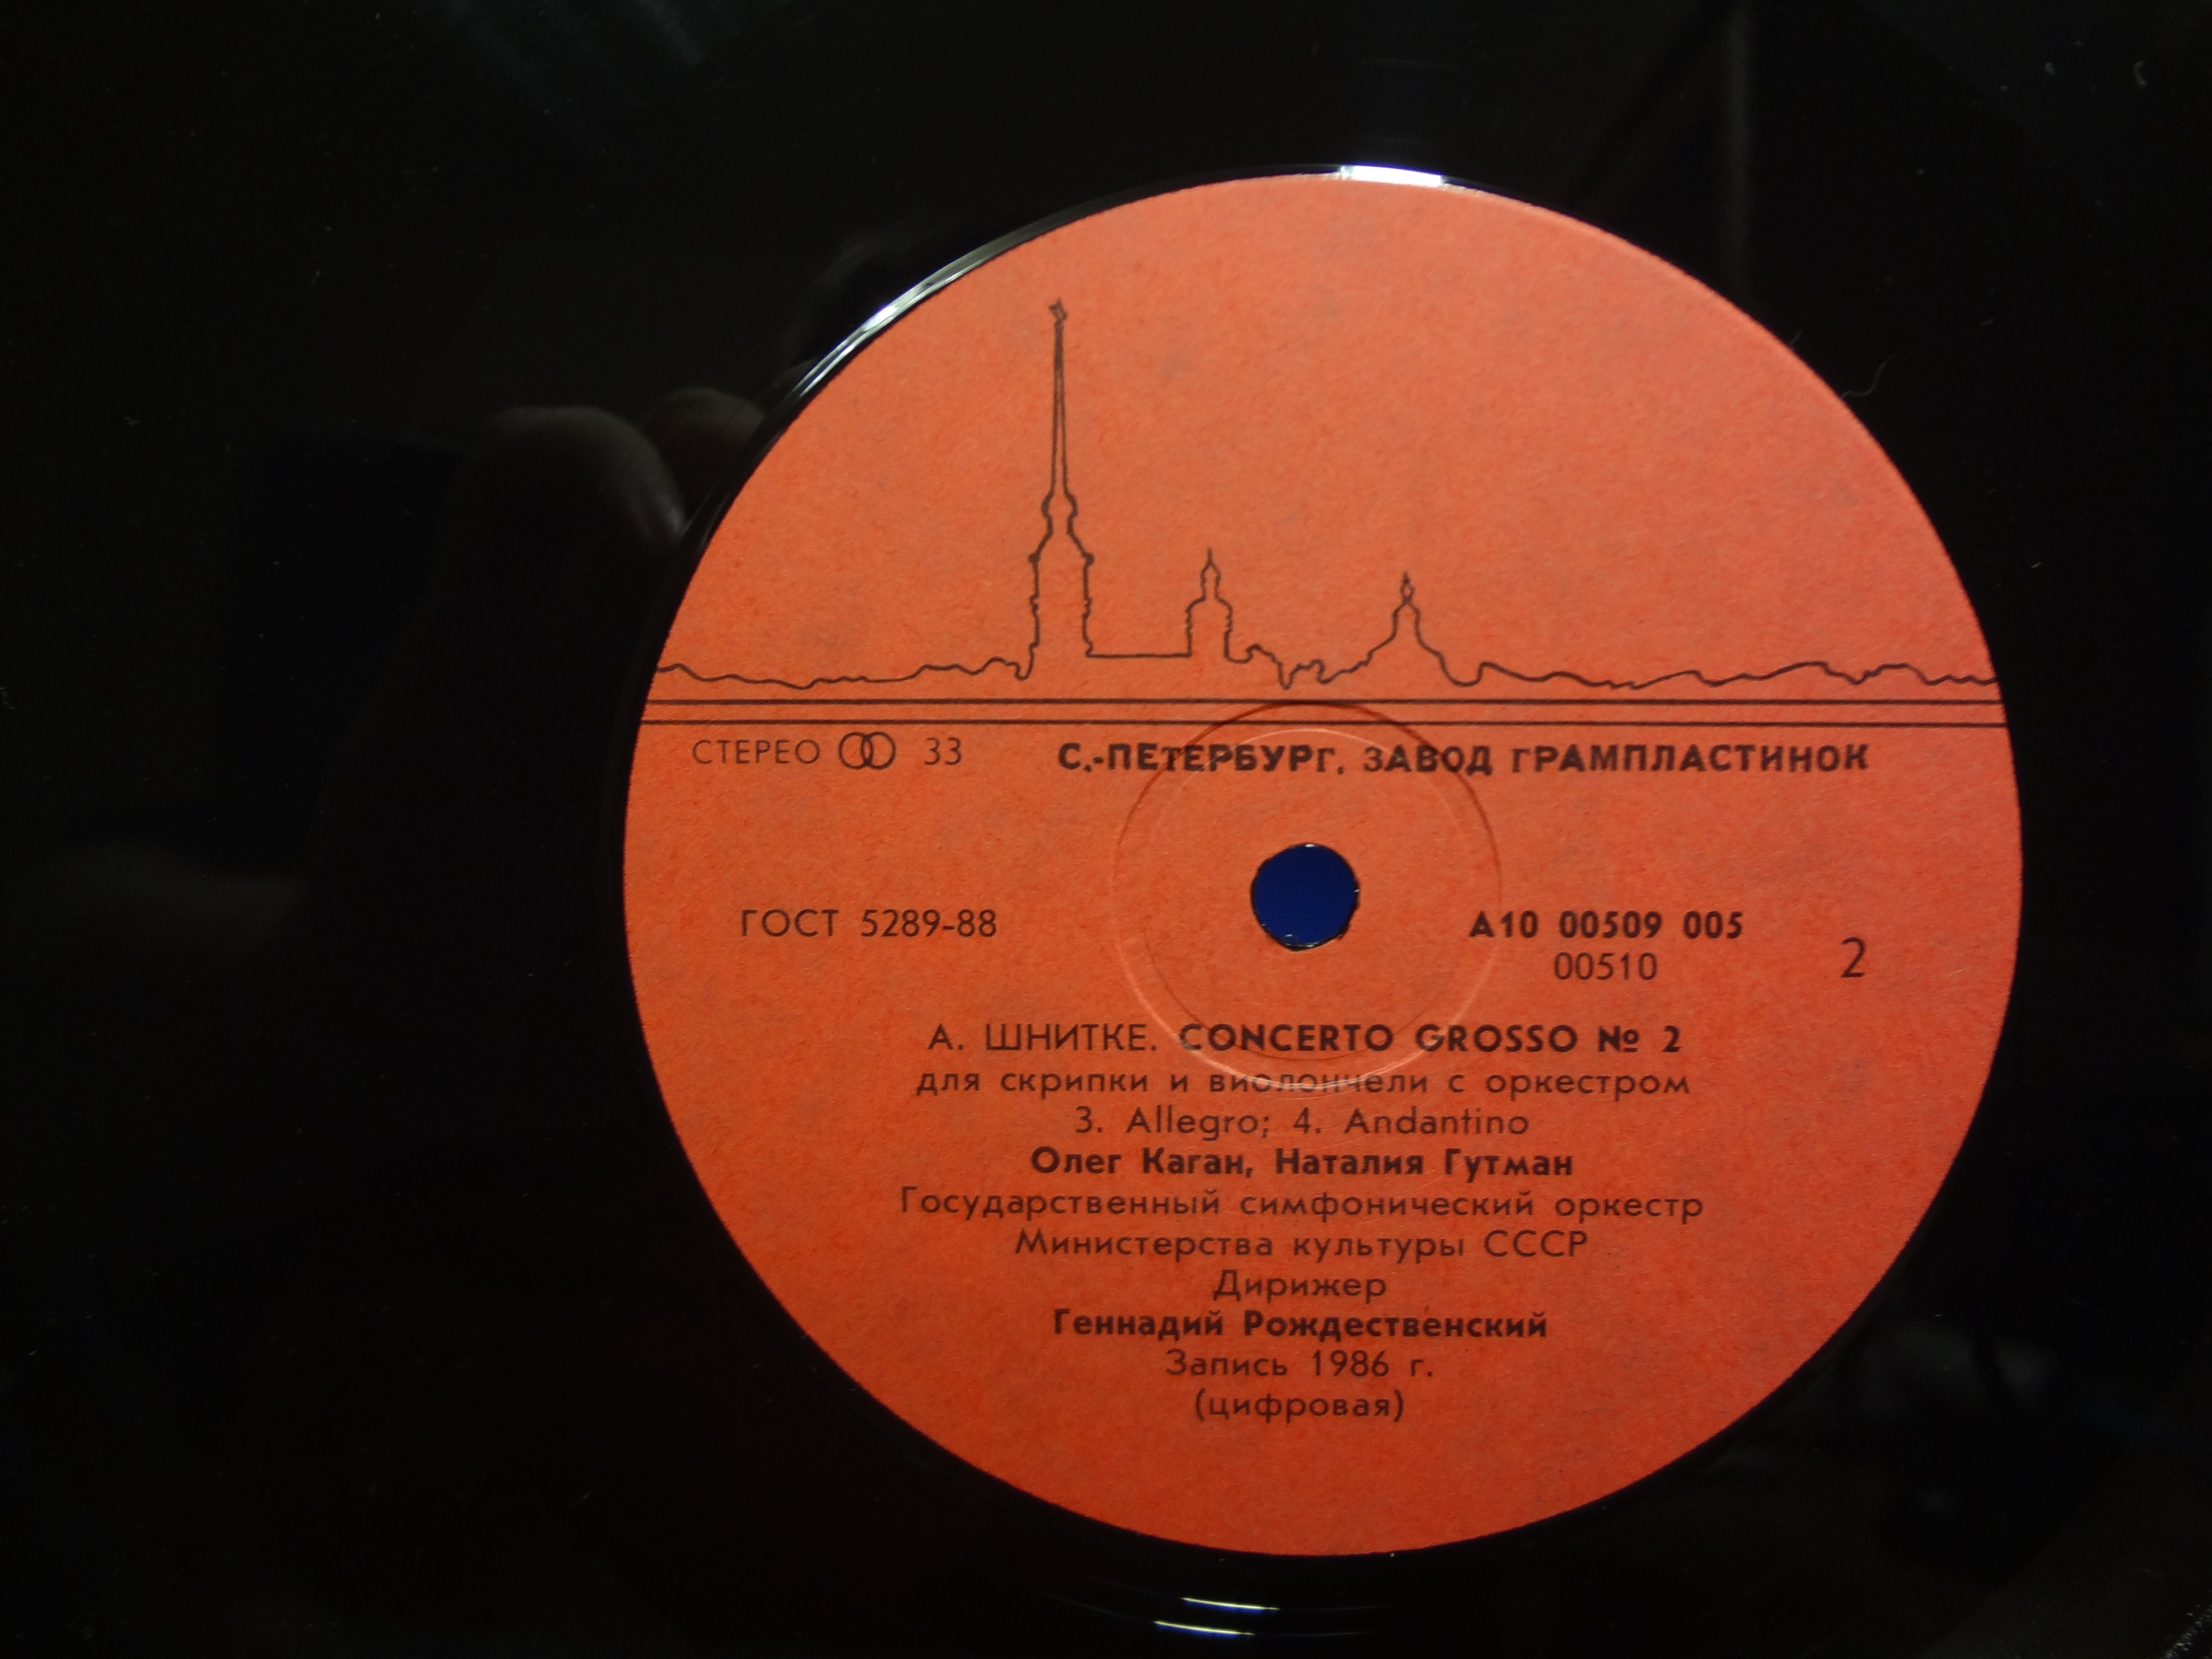 СТЕРЕО 33 С.-ПЕТЕРБУРГ. ЗАВОД ГРАМПЛАСТИНОК
ГОСТ 5289-88 А10 00509 005
00510 2
А. ШНИТКЕ. CONCERTO GROSSO № 2
для скрипки и виолончели с оркестром
3. Allegro; 4. Andantino
Олег Каган, Наталия Гутман
Государственный симфонический оркестр
Министерства культуры СССР
Дирижер
Геннадий Рождественский
Запись 1986 г.
(цифровая)